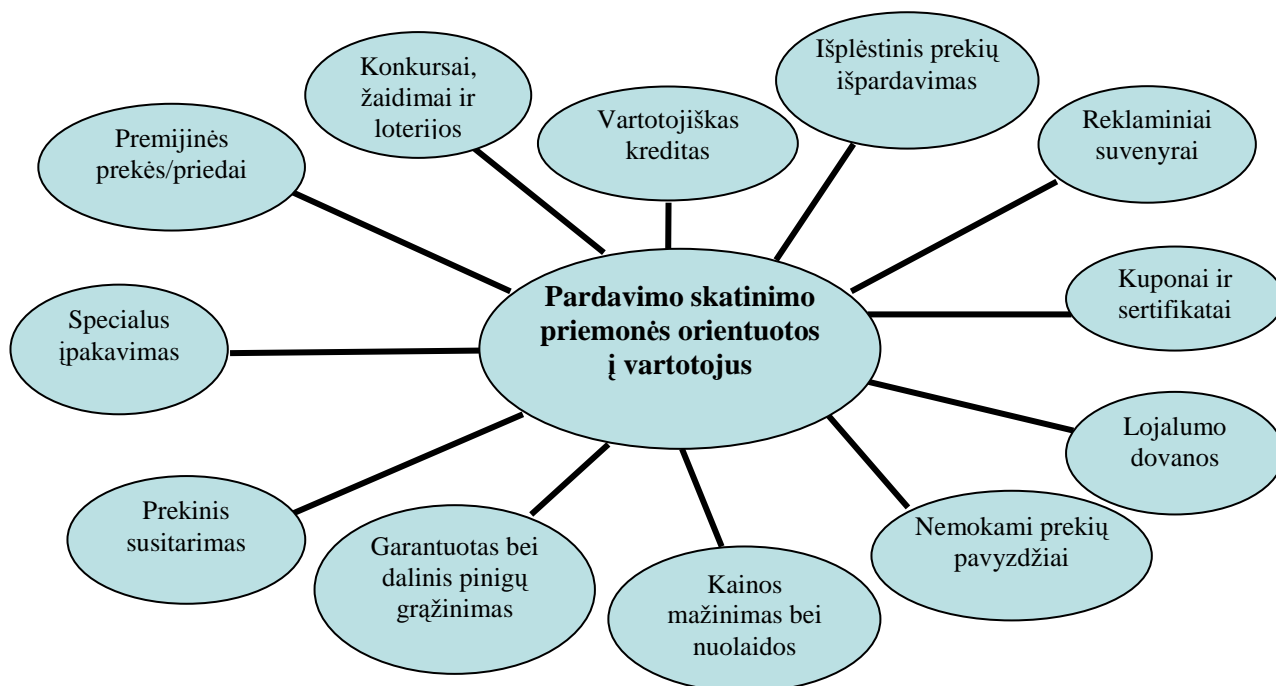 Konkursai,
žaidimai ir
loterijos
Išplėstinis prekių
išpardavimas
Vartotojiškas
kreditas
Reklaminiai
suvenyrai
Premijinės
prekės/priedai
Pardavimo skatinimo
priemonės orientuotos
į vartotojus
Kuponai ir
sertifikatai
Specialus
įpakavimas
Lojalumo
dovanos
Prekinis
susitarimas
Garantuotas bei
dalinis pinigų
grąžinimas
Kainos
mažinimas bei
nuolaidos
Nemokami prekių
pavyzdžiai